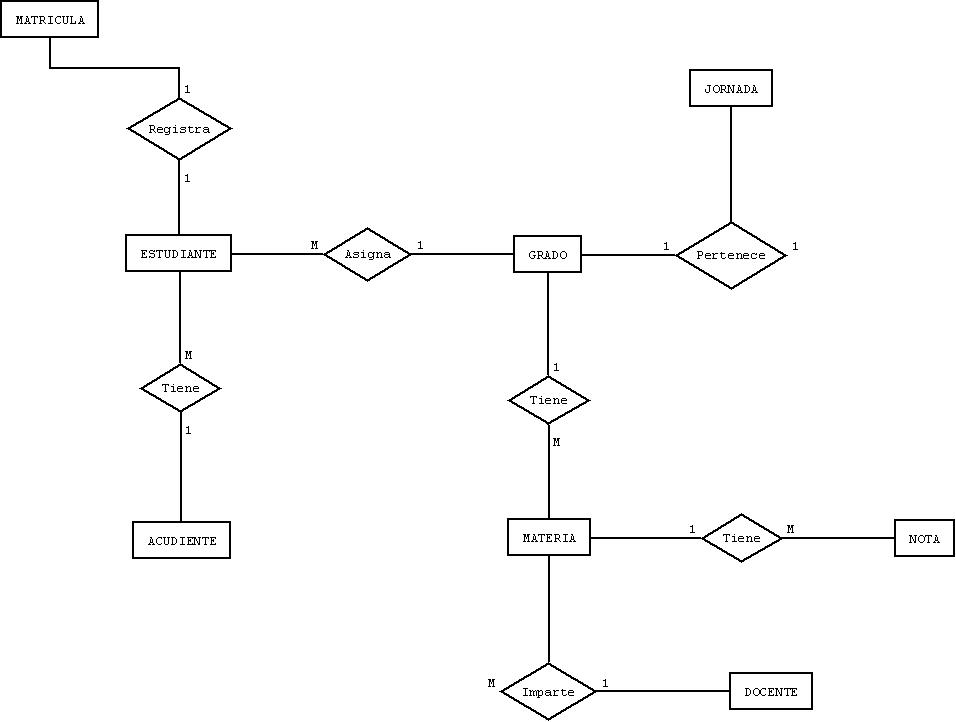 MATRICULA
1
Registra
1
JORNADA
ESTUDIANTE
M
Asigna
1
GRADO
1
Pertenece
1
M
Tiene
1
ACUDIENTE
1
Tiene
M
MATERIA
1
Tiene
M
NOTA
M
Imparte
1
DOCENTE